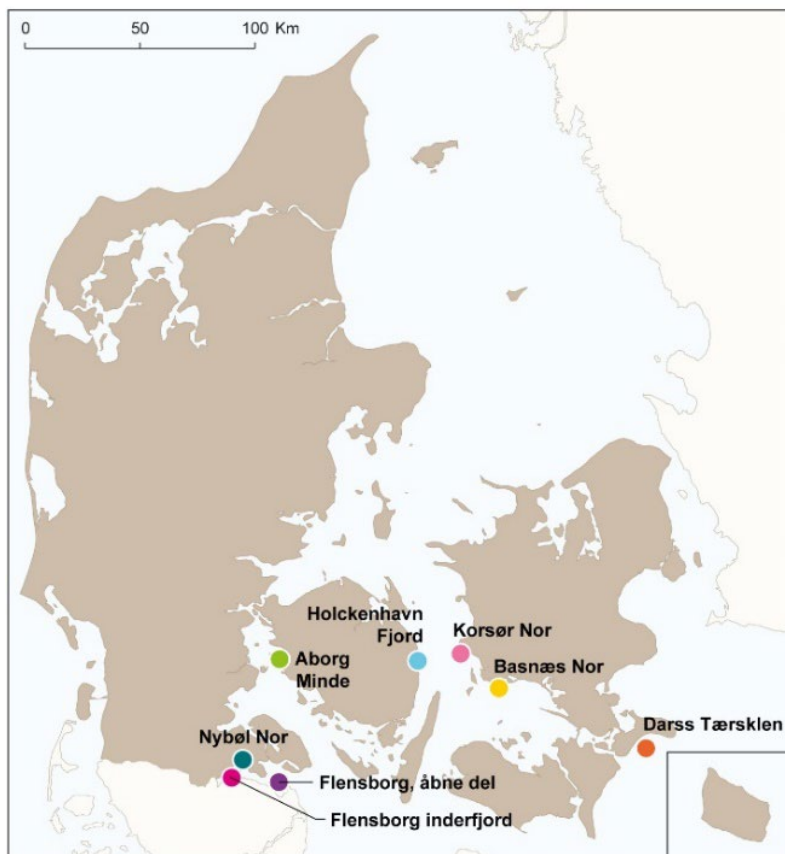 0 50 100 Km
Holckenhavn
Fjord
Korsør Nor
Aborg
Minde
Basnæs Nor
Darss Tærsklen
Nybøl Nor
Flensborg, åbne del
Flensborg inderfjord